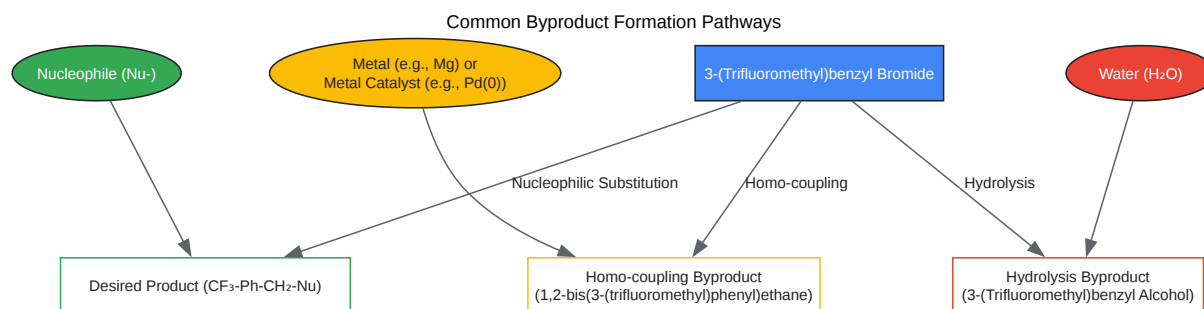 Common Byproduct Formation Pathways
Nucleophile (Nu-)
Metal (e.g., Mg) or
Metal Catalyst (e.g., Pd(0))
3-(Trifluoromethyl)benzyl Bromide
Water (H₂O)
Nucleophilic Substitution
Homo-coupling
Hydrolysis
Desired Product (CF₃-Ph-CH₂-Nu)
Homo-coupling Byproduct
(1,2-bis(3-(trifluoromethyl)phenyl)ethane)
Hydrolysis Byproduct
(3-(Trifluoromethyl)benzyl Alcohol)